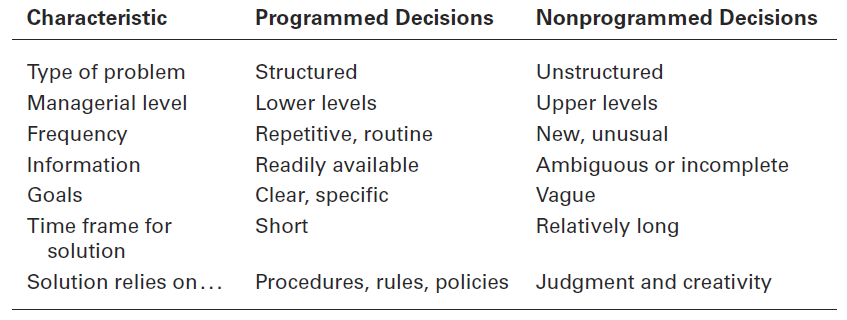 Characteristic Programmed Decisions Nonprogrammed Decisions
Type of problem Structured Unstructured
Managerial level Lower levels Upper levels
Frequency Repetitive, routine New, unusual
Information Readily available Ambiguous or incomplete
Goals Clear, specific Vague
Time frame for Short Relatively long
solution
Solution relies on... Procedures, rules, policies Judgment and creativity